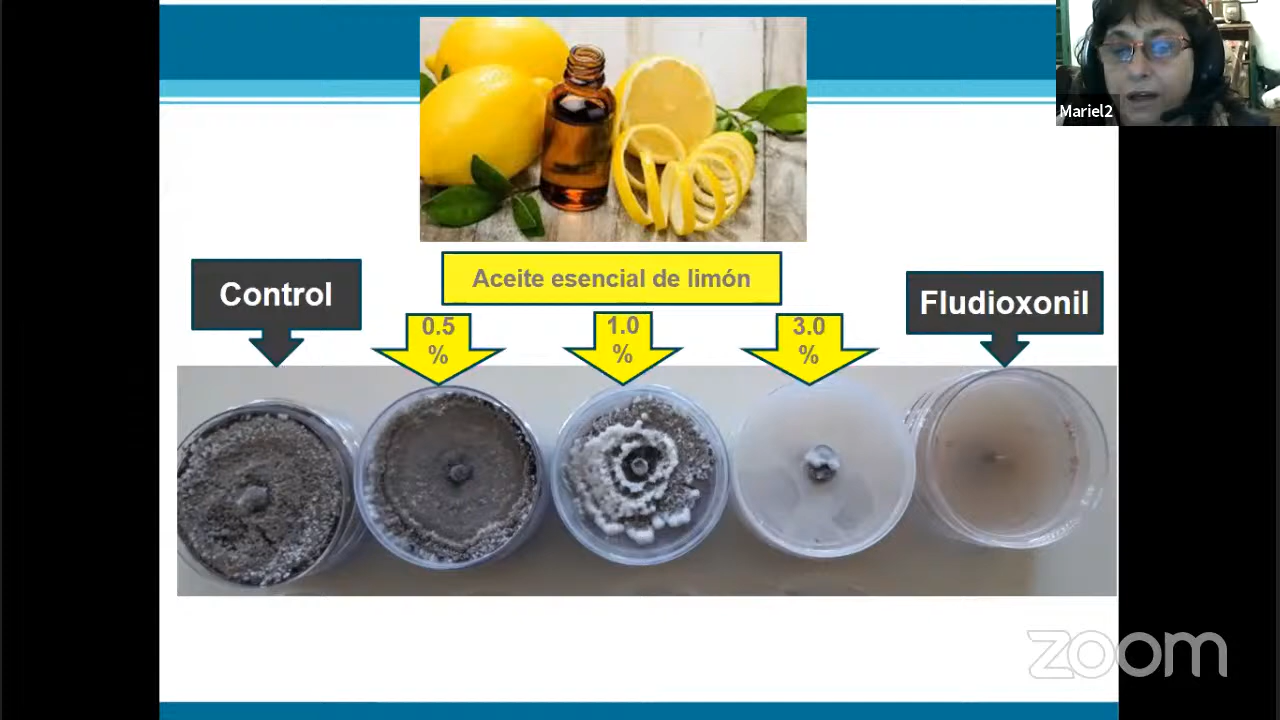 Mariel2
Aceite esencial de limón
Control
Fludioxonil
0.5
%
1.0
%
3.0
%
zoom